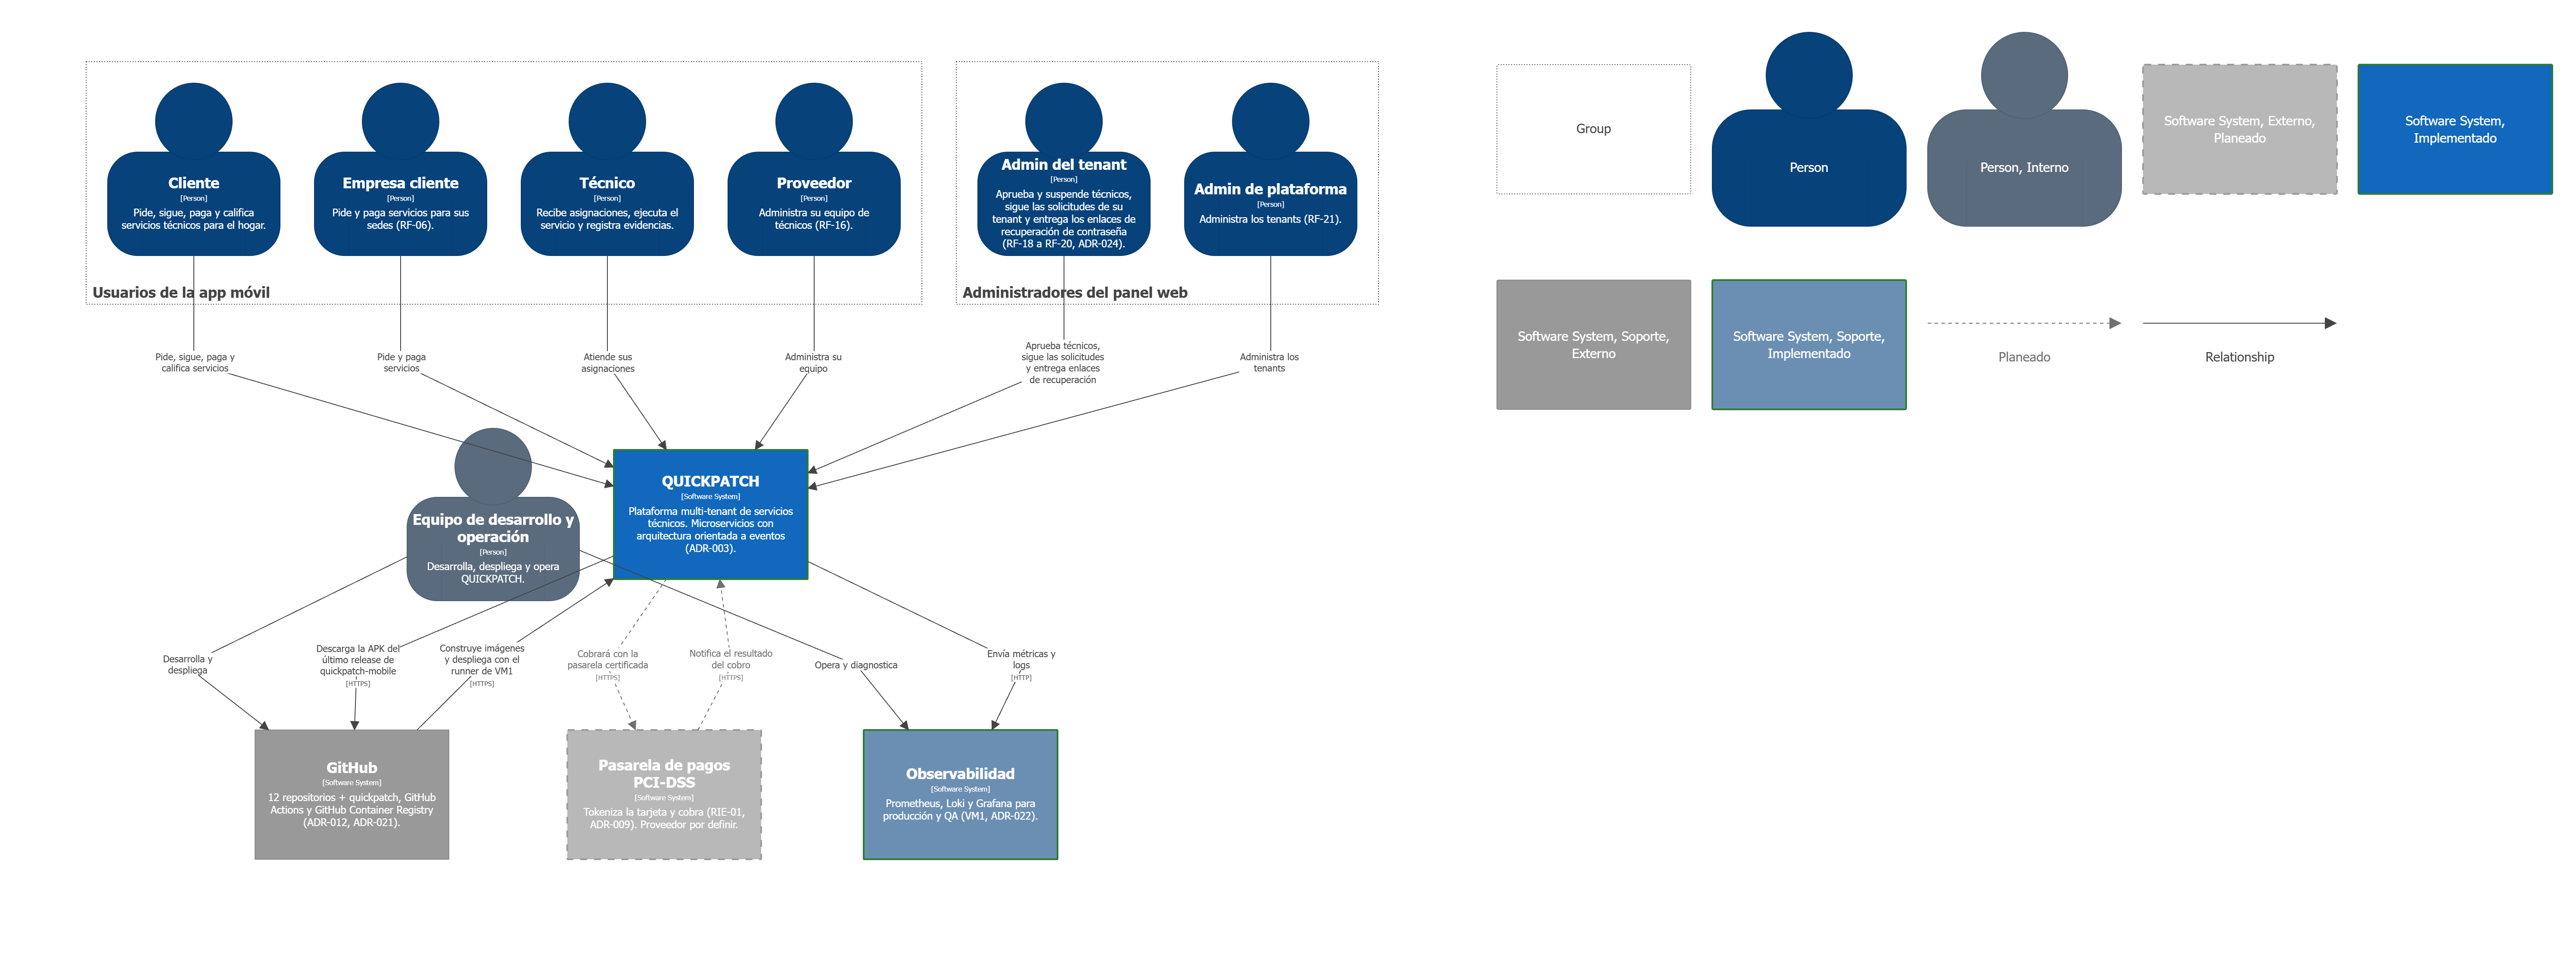 Cliente
[Person]
Pide, sigue, paga y califica
servicios técnicos para el hogar.
Empresa cliente
[Person]
Pide y paga servicios para sus
sedes (RF-06).
Técnico
[Person]
Recibe asignaciones, ejecuta el
servicio y registra evidencias.
Proveedor
[Person]
Administra su equipo de
técnicos (RF-16).
Usuarios de la app móvil
Admin del tenant
[Person]
Aprueba y suspende técnicos,
sigue las solicitudes de su
tenant y entrega los enlaces de
recuperación de contraseña
(RF-18 a RF-20, ADR-024).
Admin de plataforma
[Person]
Administra los tenants (RF-21).
Administradores del panel web
Pide, sigue, paga y
califica servicios
Pide y paga
servicios
Atiende sus
asignaciones
Administra su
equipo
Aprueba técnicos,
sigue las solicitudes
y entrega enlaces
de recuperación
Administra los
tenants
QUICKPATCH
[Software System]
Plataforma multi-tenant de servicios
técnicos. Microservicios con
arquitectura orientada a eventos
(ADR-003).
Equipo de desarrollo y
operación
[Person]
Desarrolla, despliega y opera
QUICKPATCH.
Desarrolla y
despliega
Descarga la APK del
último release de
quickpatch-mobile
[HTTPS]
Construye imágenes
y despliega con el
runner de VM1
[HTTPS]
Cobrará con la
pasarela certificada
[HTTPS]
Notifica el resultado
del cobro
[HTTPS]
Opera y diagnostica
Envía métricas y
logs
[HTTP]
GitHub
[Software System]
12 repositorios + quickpatch, GitHub
Actions y GitHub Container Registry
(ADR-012, ADR-021).
Pasarela de pagos
PCI-DSS
[Software System]
Tokeniza la tarjeta y cobra (RIE-01,
ADR-009). Proveedor por definir.
Observabilidad
[Software System]
Prometheus, Loki y Grafana para
producción y QA (VM1, ADR-022).
Group
Person
Person, Interno
Software System, Externo,
Planeado
Software System,
Implementado
Software System, Soporte,
Externo
Software System, Soporte,
Implementado
Planeado
Relationship